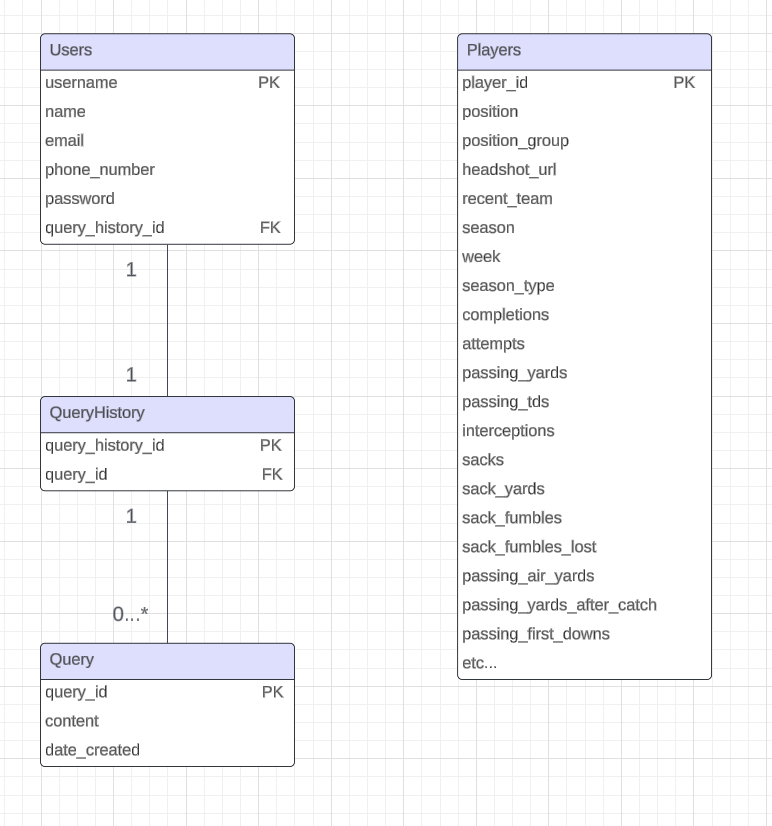 Users
username PK
name
email
phone_number
password
query_history_id FK
1
1
QueryHistory
query_history_id PK
query_id FK
1
0...*
Query
query_id PK
content
date_created
Players
player_id PK
position
position_group
headshot_url
recent_team
season
week
season_type
completions
attempts
passing_yards
passing_tds
interceptions
sacks
sack_yards
sack_fumbles
sack_fumbles_lost
passing_air_yards
passing_yards_after_catch
passing_first_downs
etc...